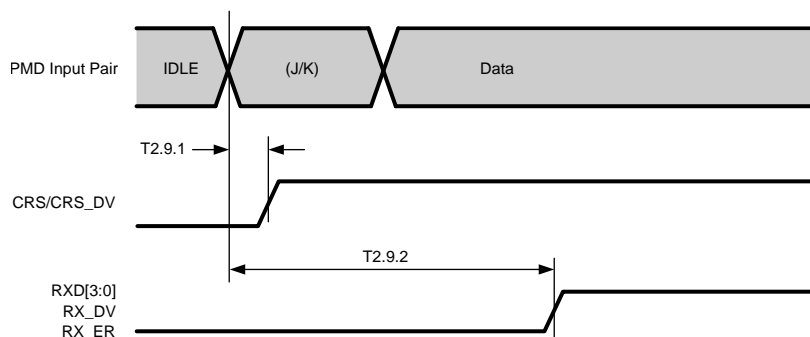 PMD Input Pair
IDLE
(J/K)
Data
T2.9.1
CRS/CRS_DV
T2.9.2
RXD[3:0]
RX_DV
RX_ER